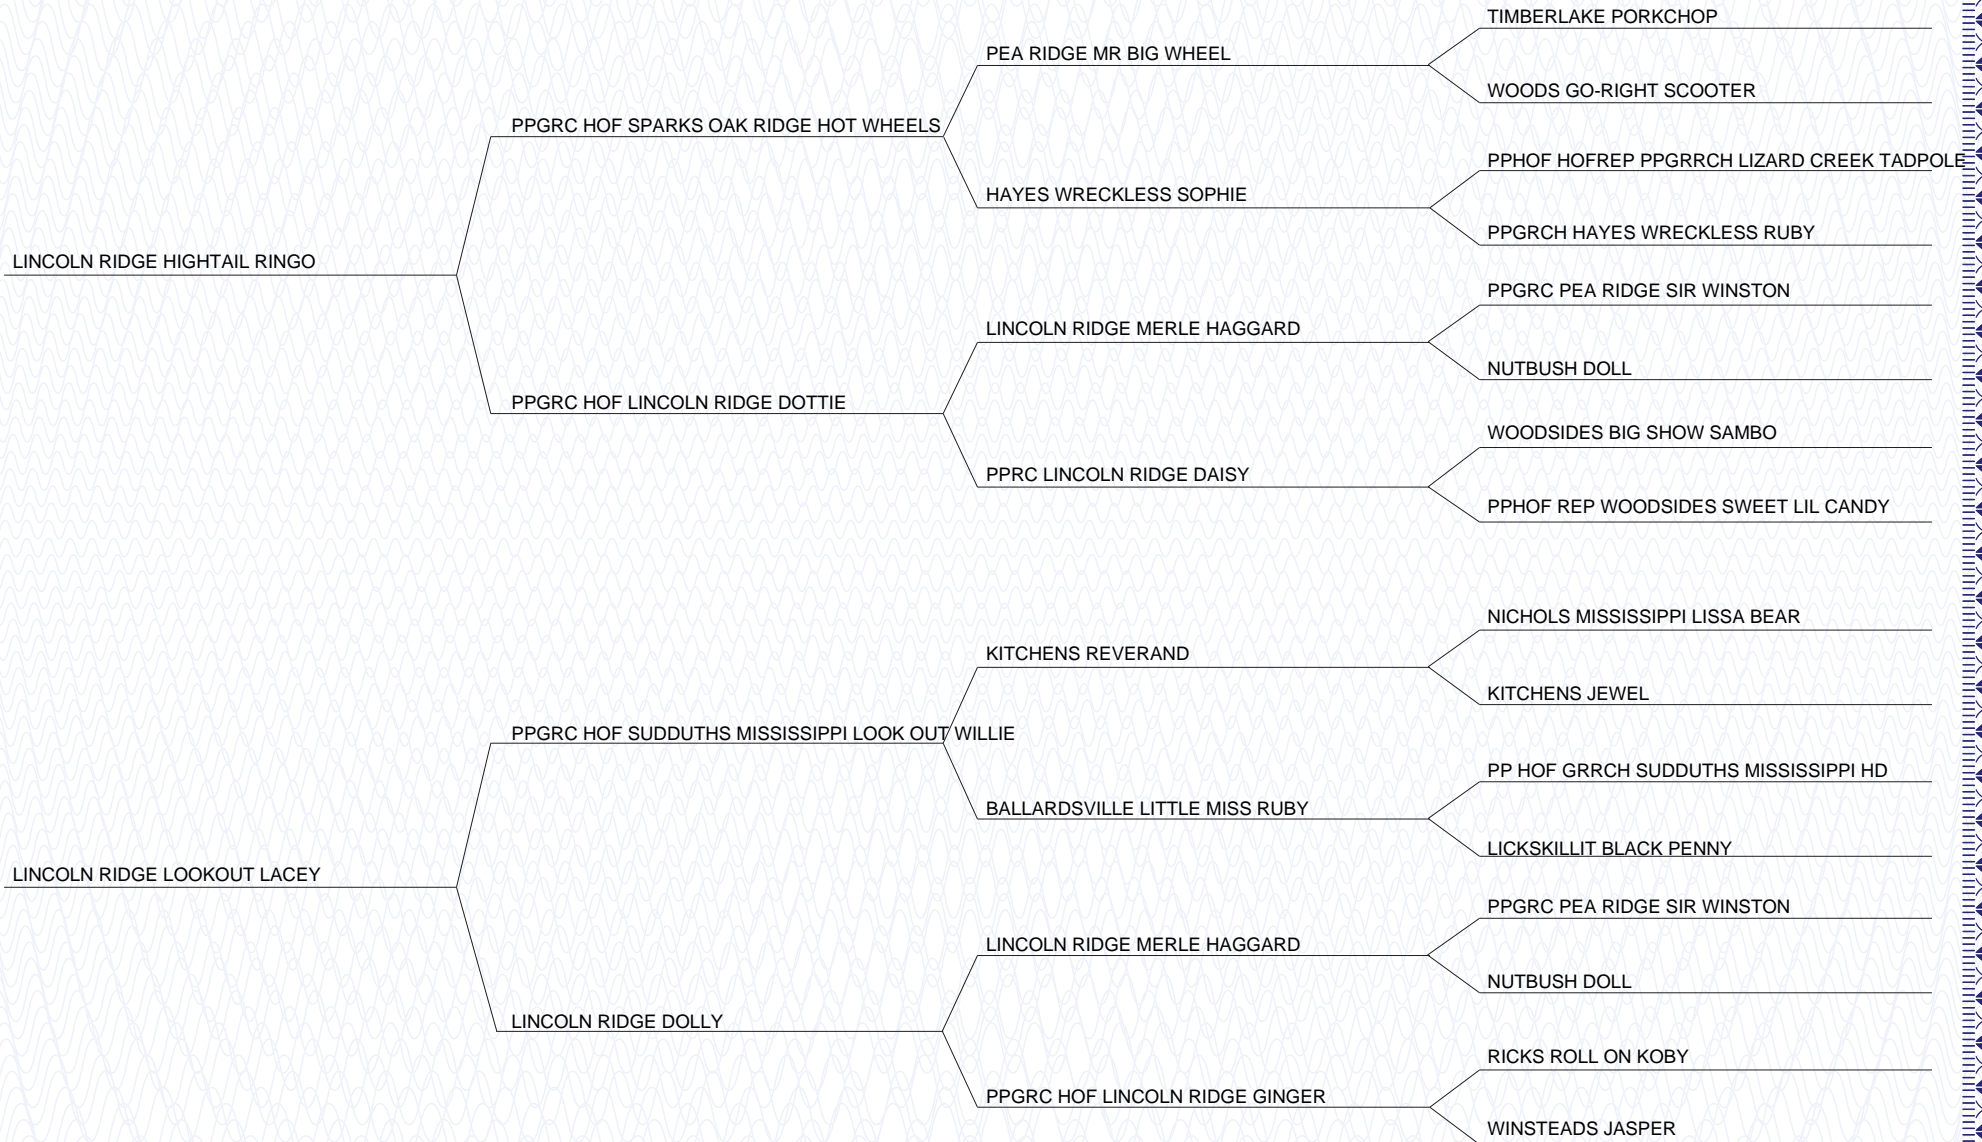 TIMBERLAKE PORKCHOP
PEA RIDGE MR BIG WHEEL
WOODS GO-RIGHT SCOOTER
PPGRC HOF SPARKS OAK RIDGE HOT WHEELS
PPHOF HOFREP PPGRRCH LIZARD CREEK TADPOLE
HAYES WRECKLESS SOPHIE
PPGRCH HAYES WRECKLESS RUBY
LINCOLN RIDGE HIGHTAIL RINGO
PPGRC PEA RIDGE SIR WINSTON
LINCOLN RIDGE MERLE HAGGARD
NUTBUSH DOLL
PPGRC HOF LINCOLN RIDGE DOTTIE
WOODSIDES BIG SHOW SAMBO
PPRC LINCOLN RIDGE DAISY
PPHOF REP WOODSIDES SWEET LIL CANDY
NICHOLS MISSISSIPPI LISSA BEAR
KITCHENS REVERAND
KITCHENS JEWEL
PPGRC HOF SUDDUTHS MISSISSIPPI LOOK OUT WILLIE
PP HOF GRRCH SUDDUTHS MISSISSIPPI HD
BALLARDSVILLE LITTLE MISS RUBY
LICKSKILLIT BLACK PENNY
LINCOLN RIDGE LOOKOUT LACEY
PPGRC PEA RIDGE SIR WINSTON
LINCOLN RIDGE MERLE HAGGARD
NUTBUSH DOLL
LINCOLN RIDGE DOLLY
RICKS ROLL ON KOBY
PPGRC HOF LINCOLN RIDGE GINGER
WINSTEADS JASPER